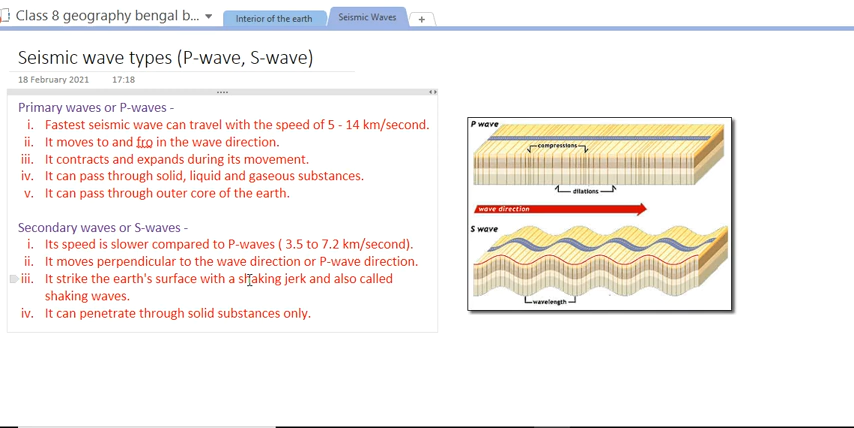 Class 8 geography bengal b...
Interior of the earth
Seismic Waves
+
Seismic wave types (P-wave, S-wave)
18 February 2021 17:18
Primary waves or P-waves -
i. Fastest seismic wave can travel with the speed of 5 - 14 km/second.
ii. It moves to and fro in the wave direction.
iii. It contracts and expands during its movement.
iv. It can pass through solid, liquid and gaseous substances.
v. It can pass through outer core of the earth.
Secondary waves or S-waves -
i. Its speed is slower compared to P-waves ( 3.5 to 7.2 km/second).
ii. It moves perpendicular to the wave direction or P-wave direction.
iii. It strike the earth's surface with a shaking jerk and also called
shaking waves.
iv. It can penetrate through solid substances only.
P wave
compressions
dilations
wave direction
S wave
wavelength